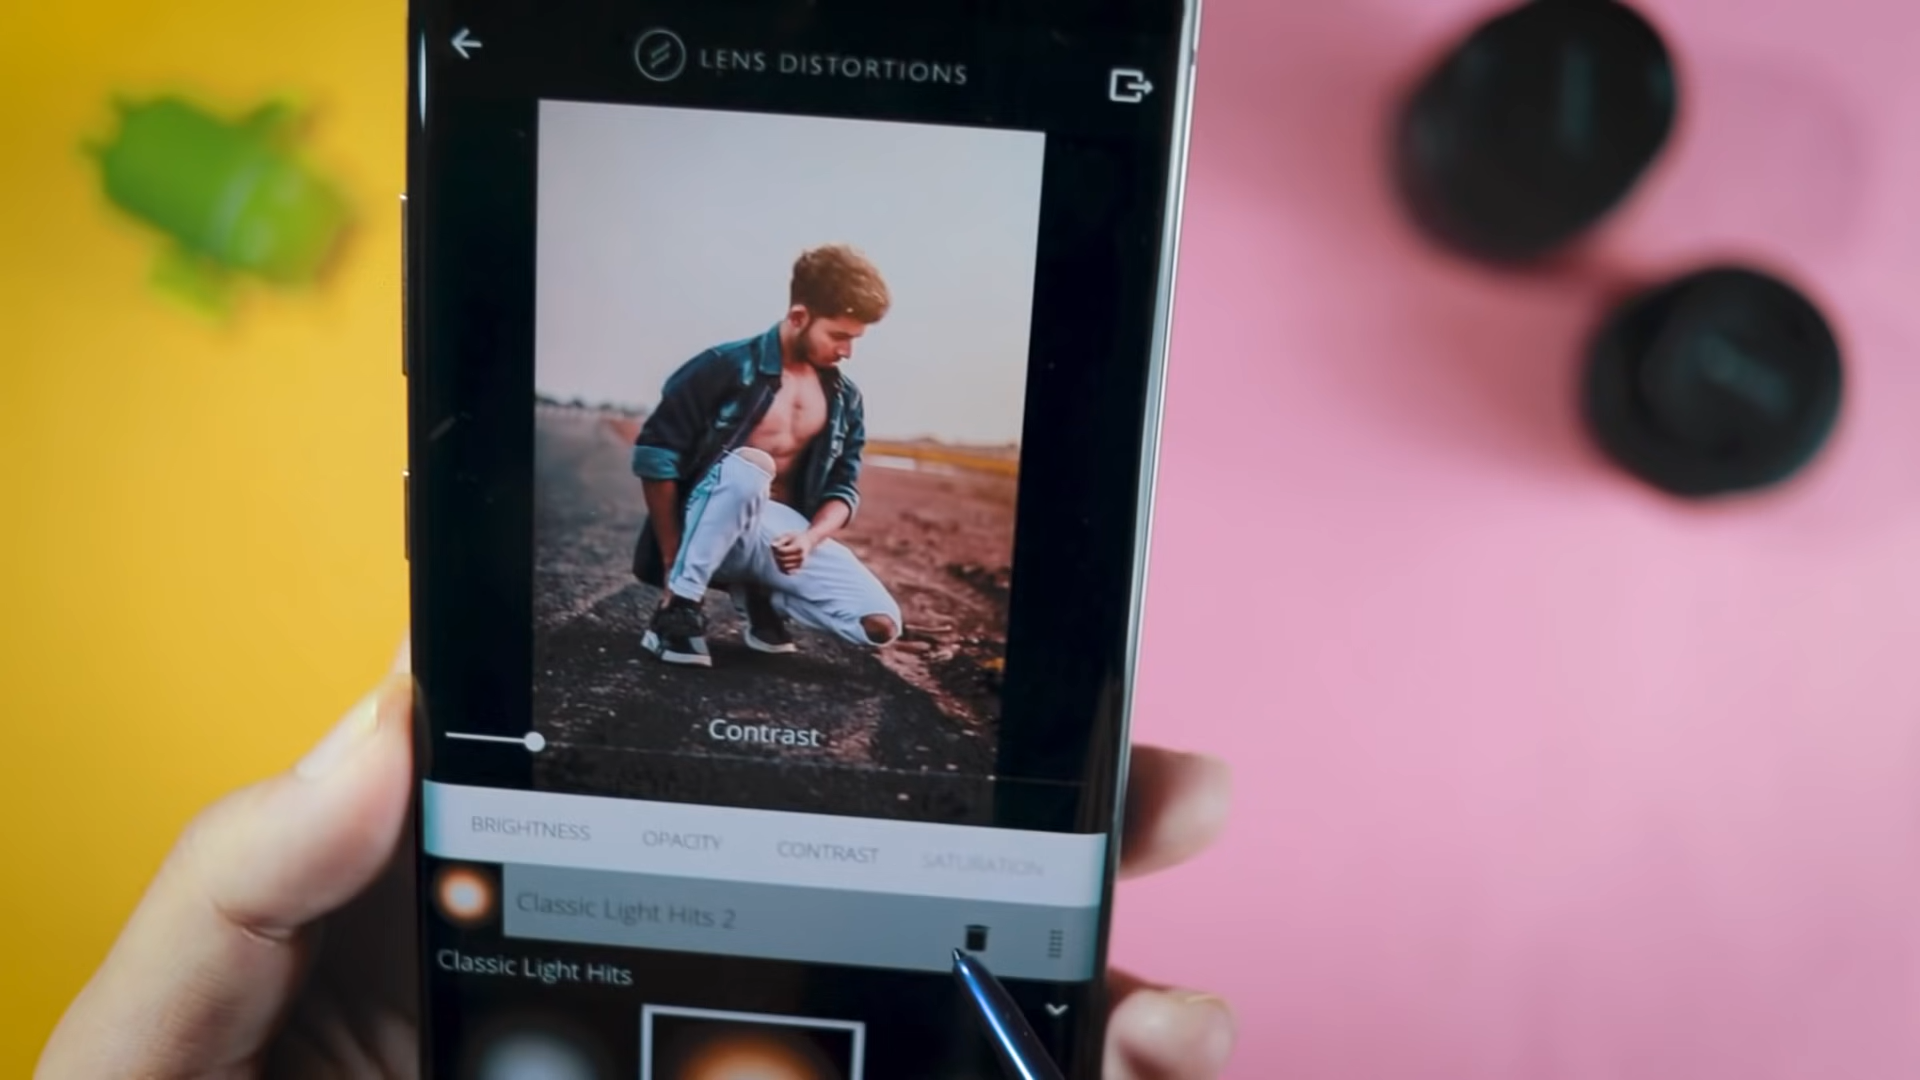 LENS DISTORTIONS
Contrast
BRIGHTNESS OPACITY CONTRAST SATURATION
Classic Light Hits 2
Classic Light Hits